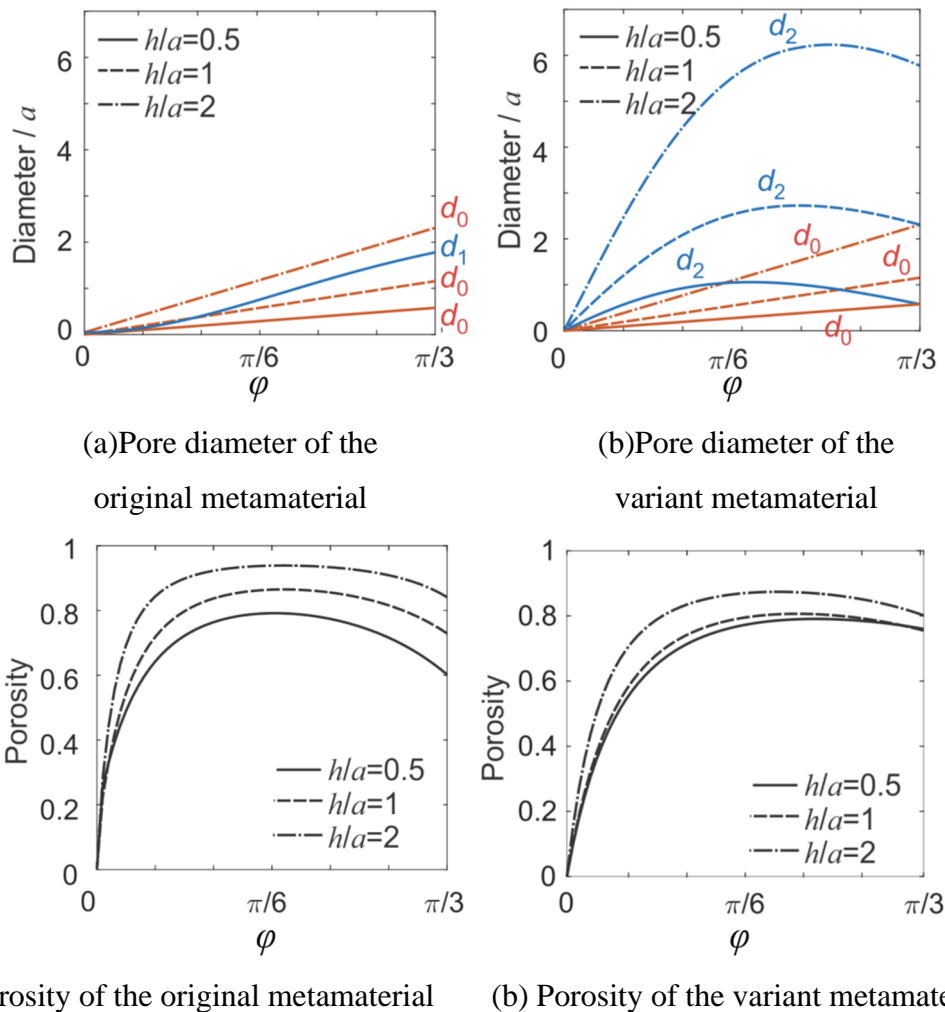 6
4
2
0
Diameter / a
h/a=0.5
h/a=1
h/a=2
d0
d1
d0
d0
0
π/6
π/3
φ
(a)Pore diameter of the
original metamaterial
6
4
2
0
Diameter / a
h/a=0.5
h/a=1
h/a=2
d2
d2
d2
d0
d0
d0
0
π/6
π/3
φ
(b)Pore diameter of the
variant metamaterial
1
0.8
0.6
0.4
0.2
0
Porosity
h/a=0.5
h/a=1
h/a=2
0
π/6
π/3
φ
rosity of the original metamaterial
1
0.8
0.6
0.4
0.2
0
Porosity
h/a=0.5
h/a=1
h/a=2
0
π/6
π/3
φ
(b) Porosity of the variant metamate